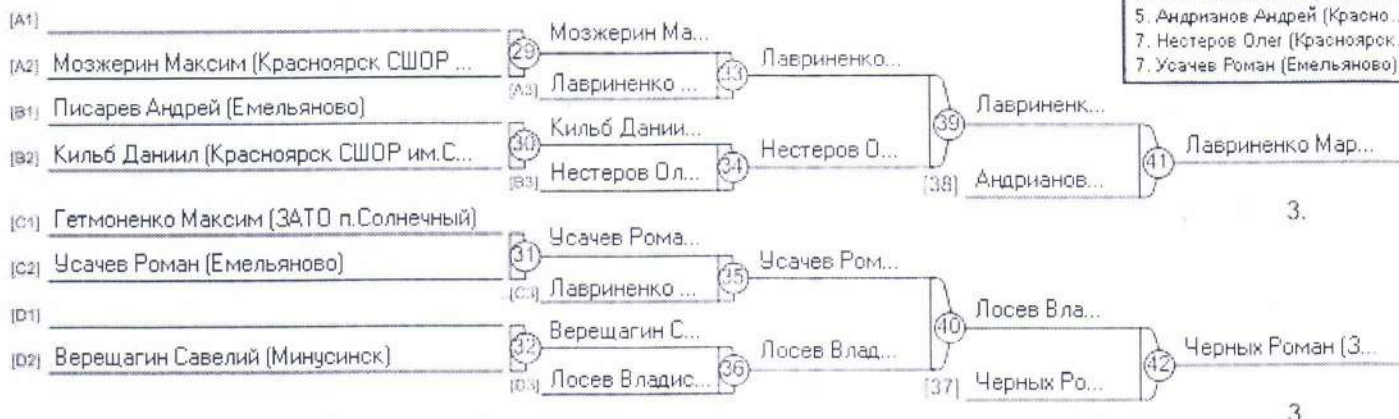 5. Андрианов Андрей (Красно...
7. Нестеров Олег (Красноярск...
7. Усачев Роман (Емельяново)
[A1]
[A2] Мозжерин Максим (Красноярск СШОР ...
29
Мозжерин Ма...
[A3] Лавриненко ...
33
Лавриненко...
[B1] Писарев Андрей (Емельяново)
[B2] Кильб Даниил (Красноярск СШОР им.С...
30
Кильб Дании...
[B3] Нестеров Ол...
34
Нестеров О...
39
Лавриненк...
[38] Андрианов...
41
Лавриненко Мар...
3.
[C1] Гетмоненко Максим (ЗАТО п.Солнечный)
[C2] Усачев Роман (Емельяново)
31
Усачев Рома...
[C3] Лавриненко ...
35
Усачев Ром...
[D1]
[D2] Верещагин Савелий (Минусинск)
32
Верещагин С...
[D3] Лосев Владис...
36
Лосев Влад...
40
Лосев Вла...
[37] Черных Ро...
42
Черных Роман (З...
3